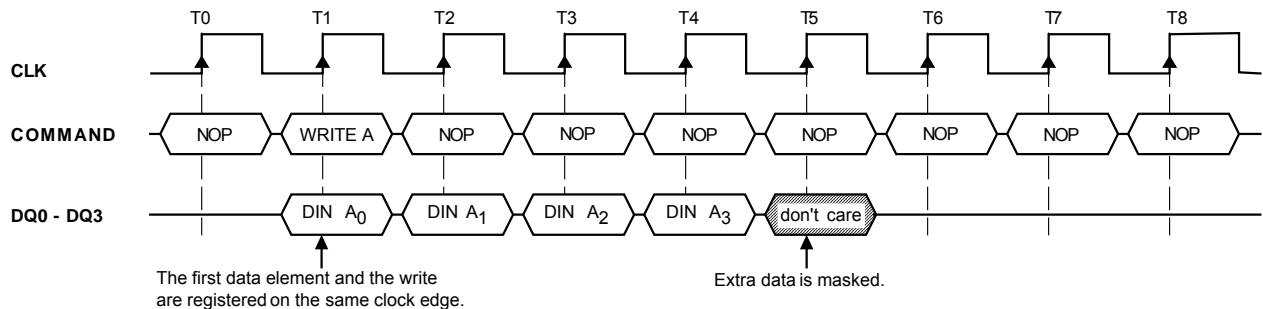 T0 T1 T2 T3 T4 T5 T6 T7 T8
CLK
COMMAND NOP WRITE A NOP NOP NOP NOP NOP NOP NOP
DQ0 - DQ3 DIN A0 DIN A1 DIN A2 DIN A3 don't care
The first data element and the write
are registered on the same clock edge.
Extra data is masked.